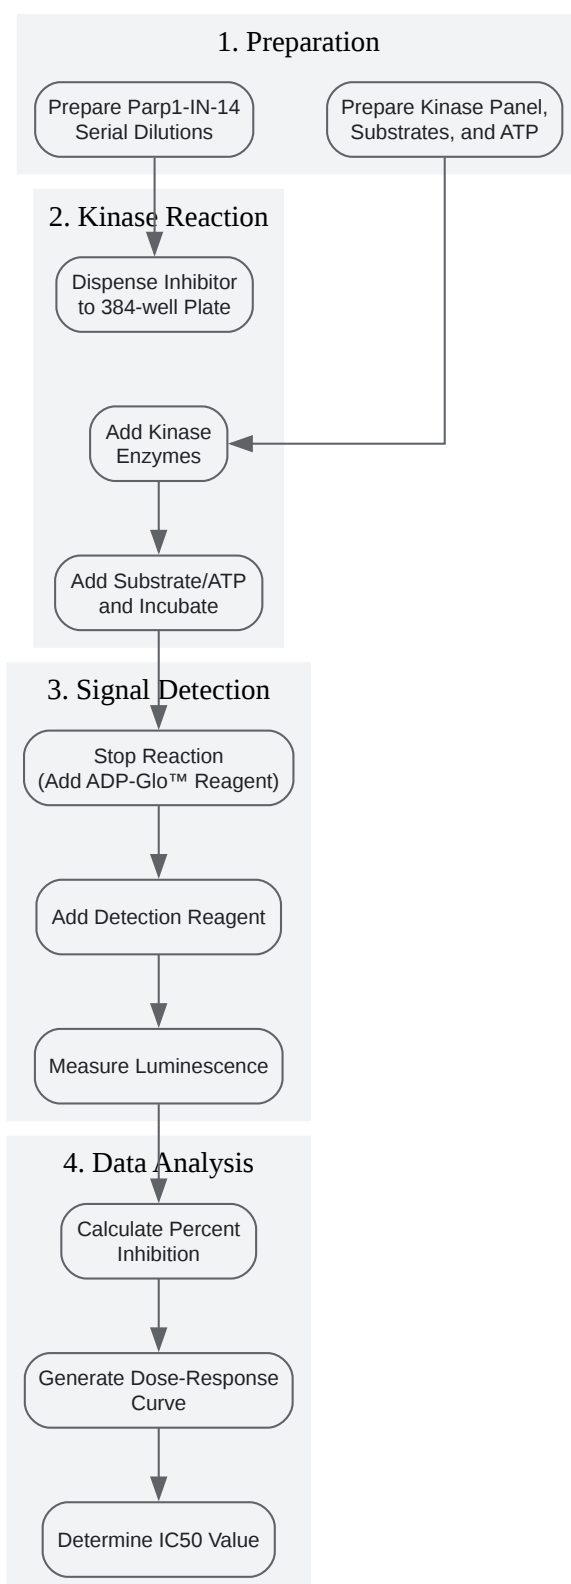 1. Preparation
Prepare Parp1-IN-14
Serial Dilutions
Prepare Kinase Panel,
Substrates, and ATP
2. Kinase Reaction
Dispense Inhibitor
to 384-well Plate
Add Kinase
Enzymes
Add Substrate/ATP
and Incubate
3. Signal Detection
Stop Reaction
(Add ADP-Glo™ Reagent)
Add Detection Reagent
Measure Luminescence
4. Data Analysis
Calculate Percent
Inhibition
Generate Dose-Response
Curve
Determine IC50 Value